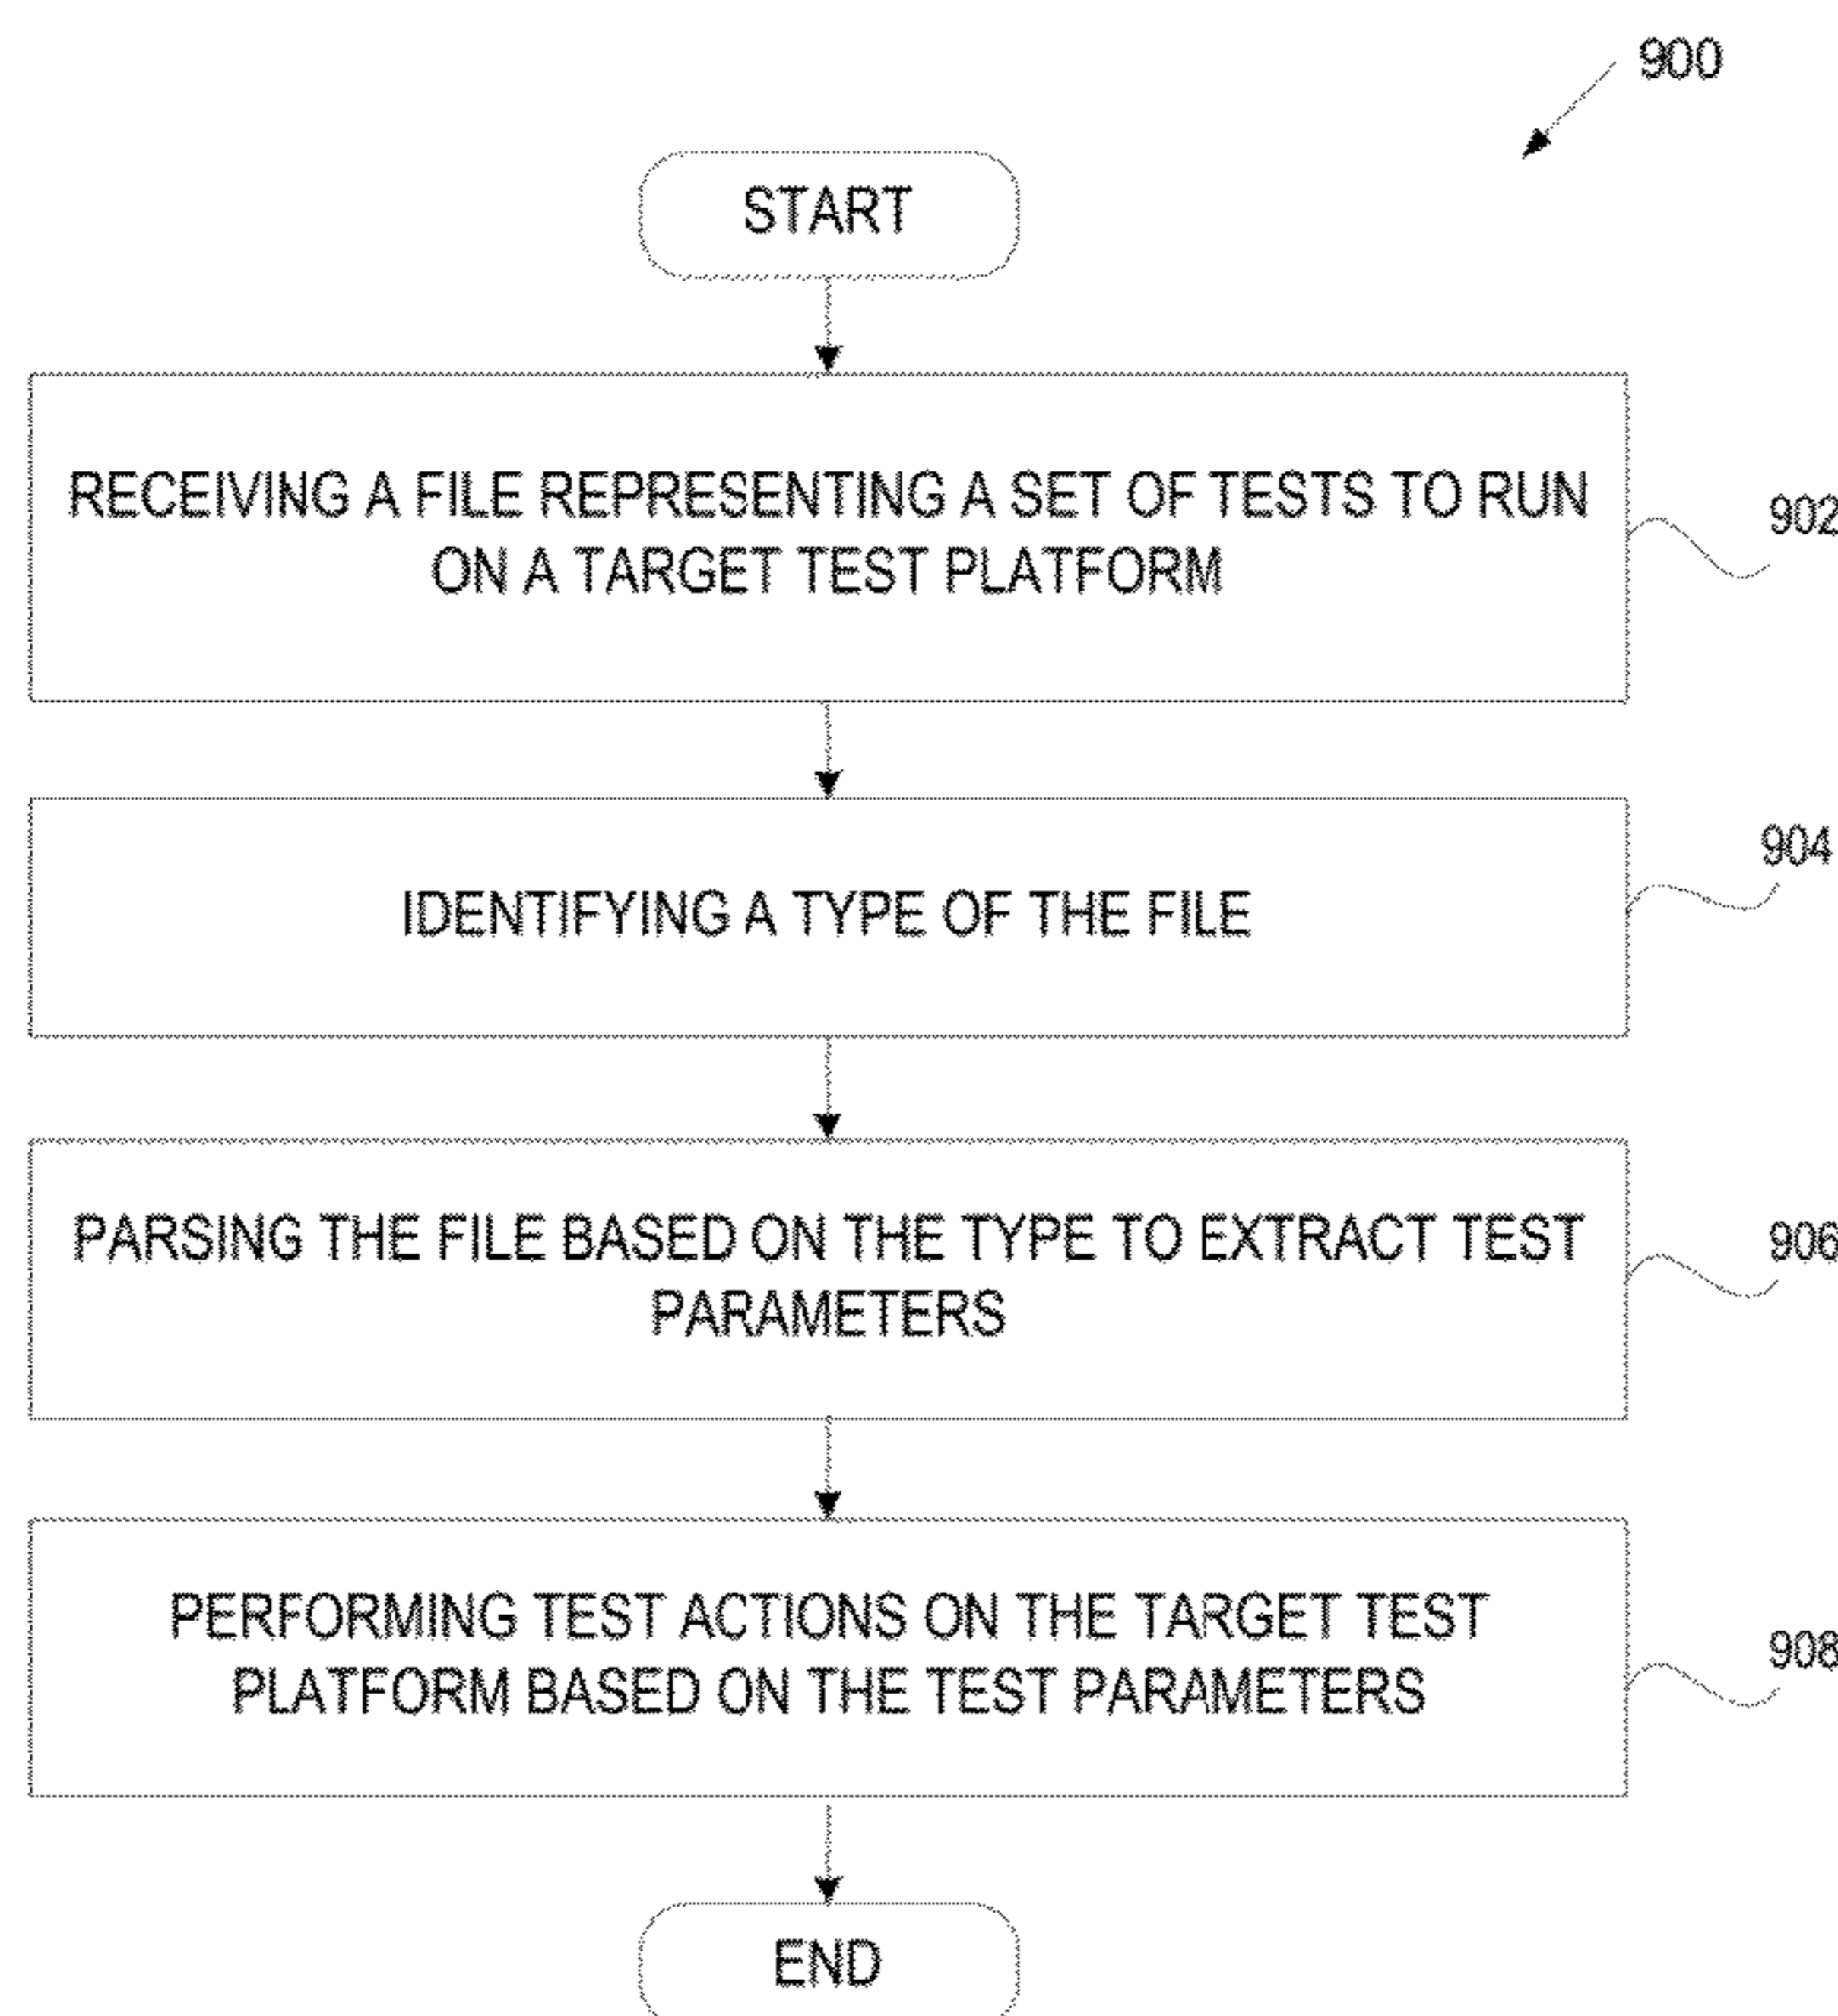 900
START
RECEIVING A FILE REPRESENTING A SET OF TESTS TO RUN
ON A TARGET TEST PLATFORM
902
IDENTIFYING A TYPE OF THE FILE
904
PARSING THE FILE BASED ON THE TYPE TO EXTRACT TEST
PARAMETERS
906
PERFORMING TEST ACTIONS ON THE TARGET TEST
PLATFORM BASED ON THE TEST PARAMETERS
908
END